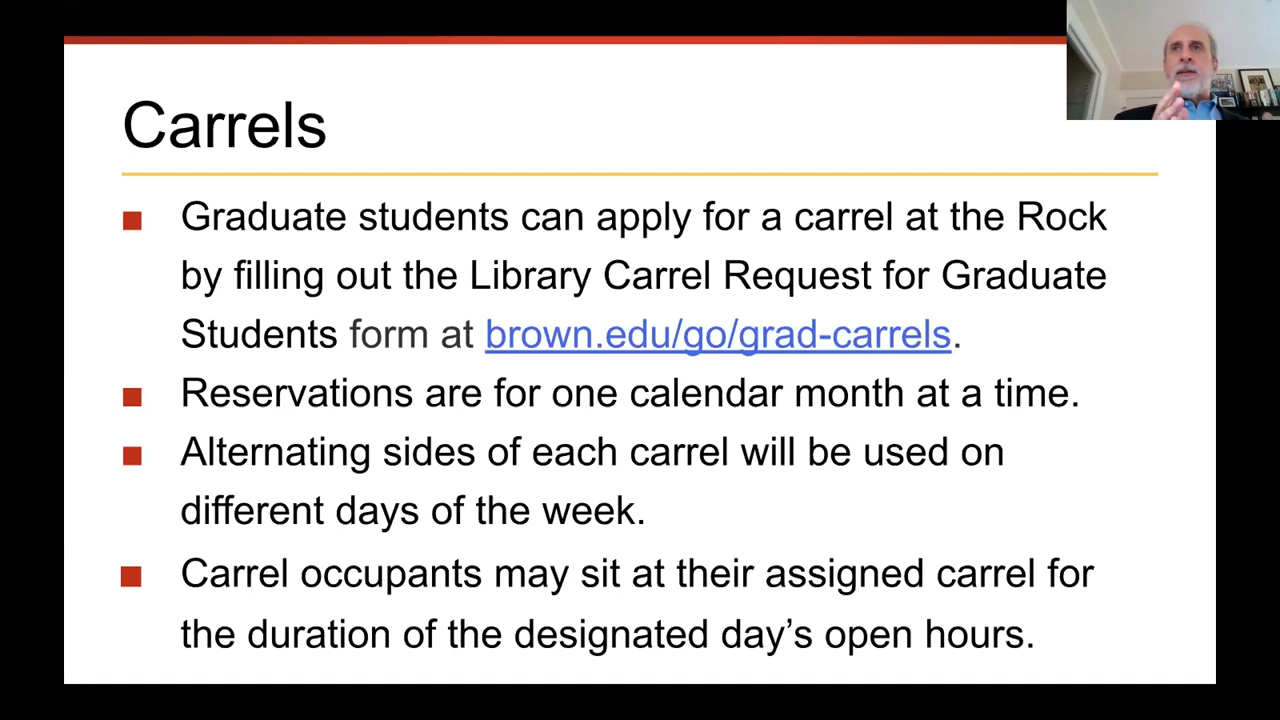 Carrels
Graduate students can apply for a carrel at the Rock
by filling out the Library Carrel Request for Graduate
Students form at brown.edu/go/grad-carrels.
Reservations are for one calendar month at a time.
Alternating sides of each carrel will be used on
different days of the week.
Carrel occupants may sit at their assigned carrel for
the duration of the designated day’s open hours.